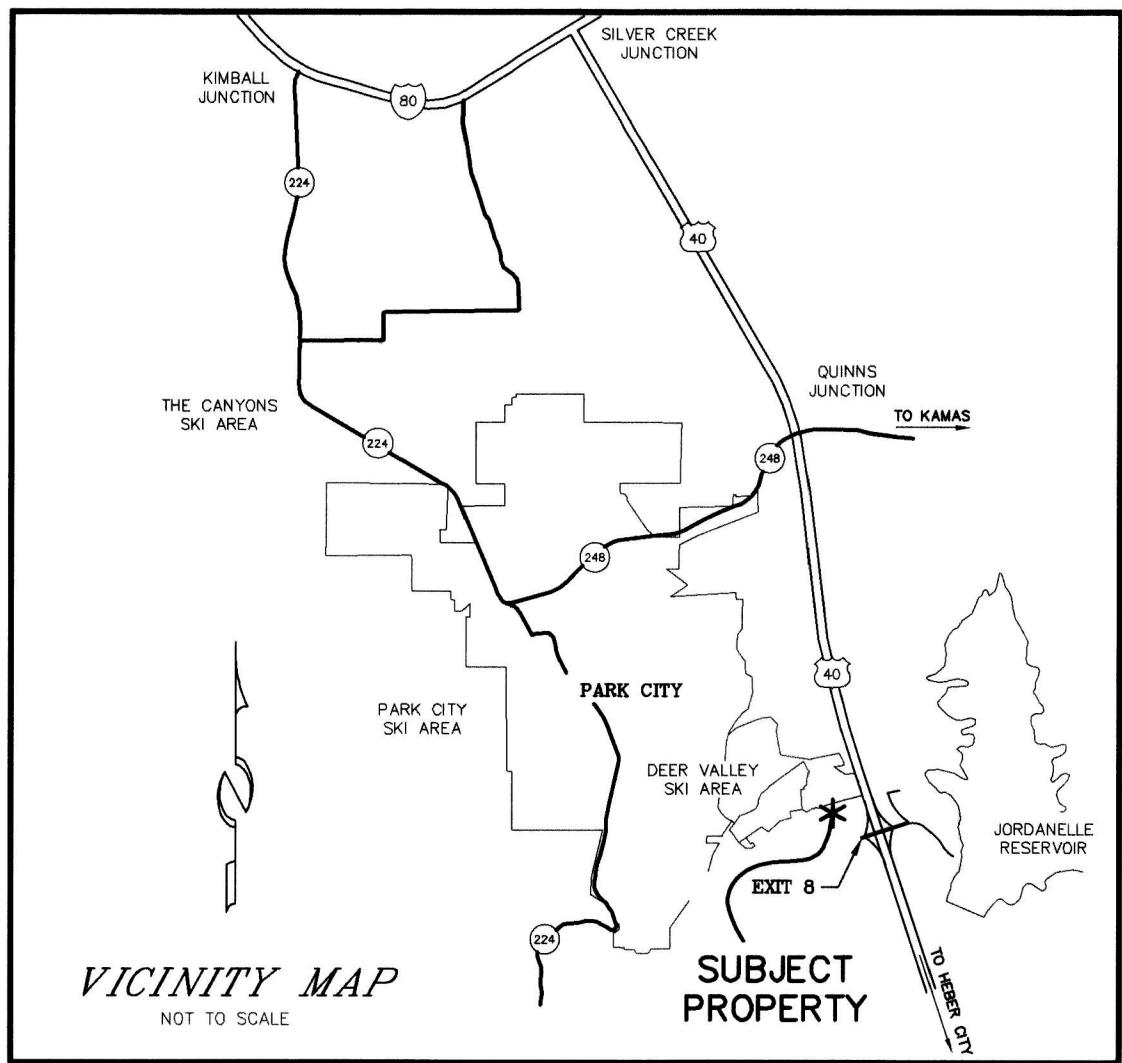 SILVER CREEK
JUNCTION
KIMBALL
JUNCTION
80
224
40
QUINNS
JUNCTION
THE CANYONS
SKI AREA
TO KAMAS
224
248
248
40
PARK CITY
PARK CITY
SKI AREA
DEER VALLEY
SKI AREA
JORDANELLE
RESERVOIR
EXIT 8
224
SUBJECT
PROPERTY
TO HEBER CITY
VICINITY MAP
NOT TO SCALE
N